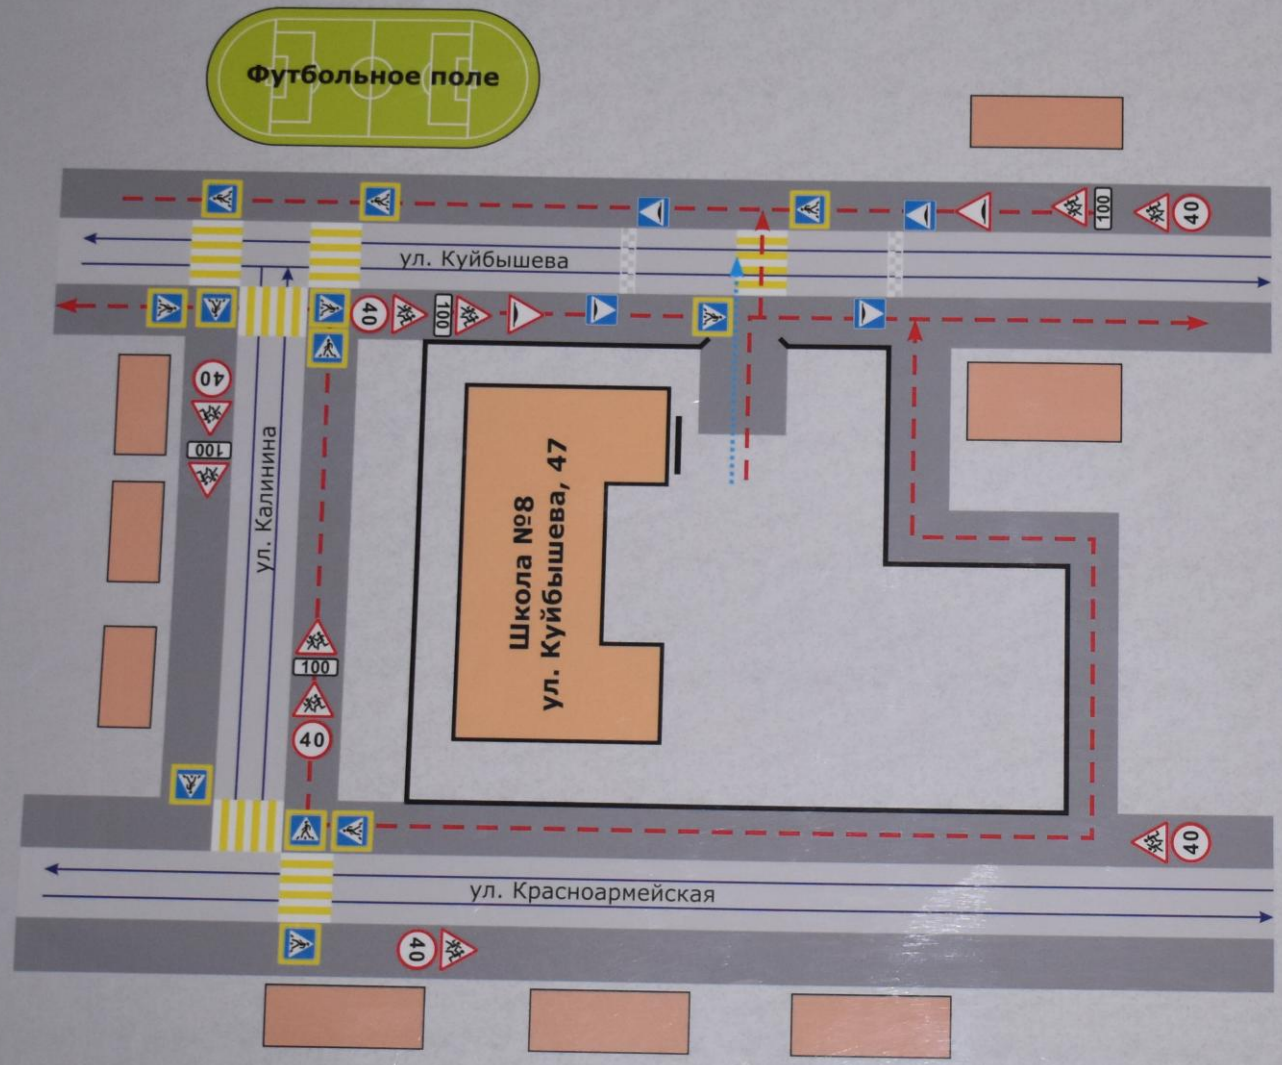 Футбольное поле
100
40
ул. Куйбышева
40
100
40
100
ул. Калинина
Школа №8
ул. Куйбышева, 47
100
40
40
ул. Красноармейская
40